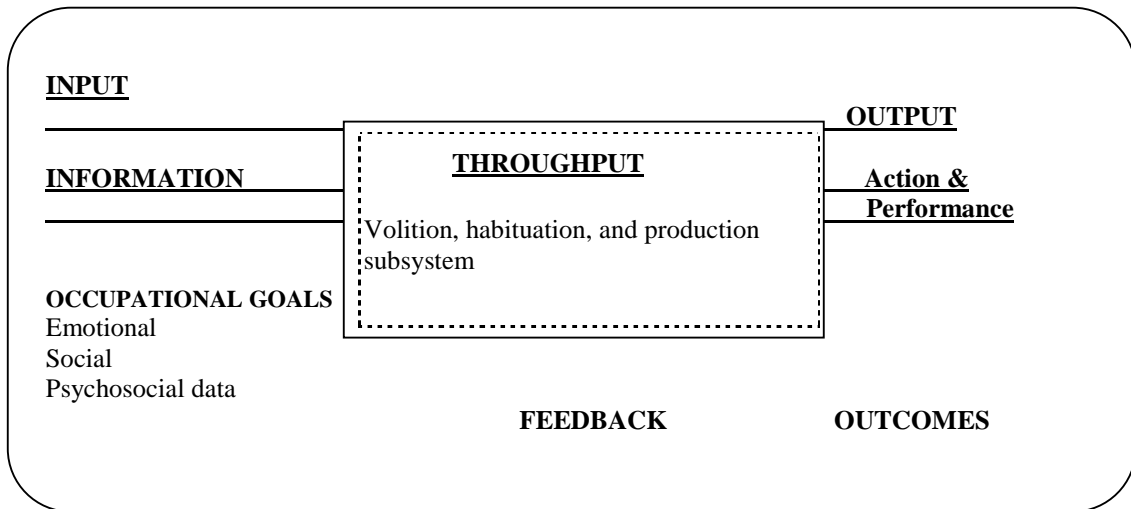 INPUT
OUTPUT
THROUGHPUT
INFORMATION
Action &
Performance
Volition, habituation, and production
subsystem
OCCUPATIONAL GOALS
Emotional
Social
Psychosocial data
FEEDBACK
OUTCOMES